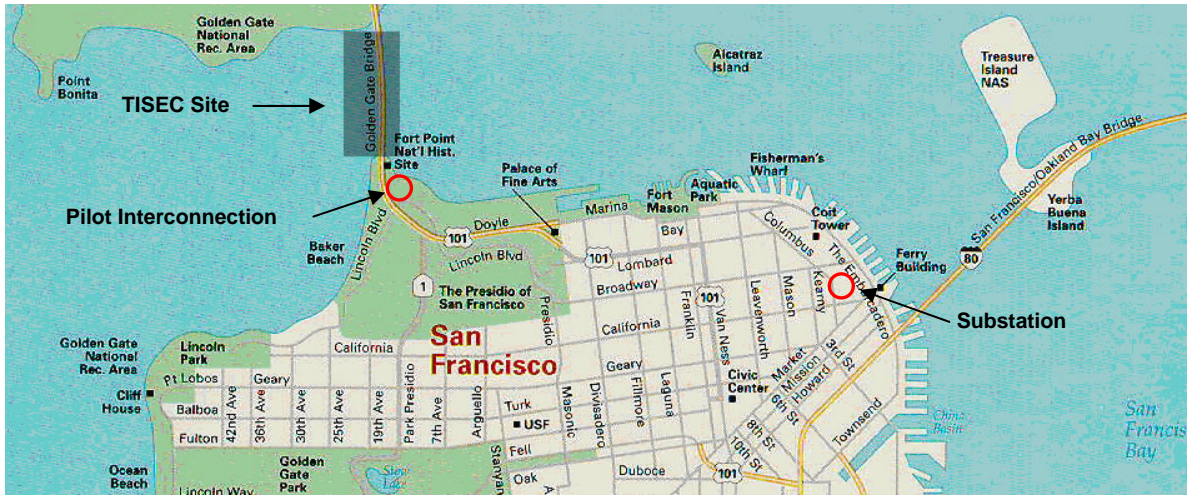 Golden Gate
National
Rec. Area
Point
Bonita
TISEC Site
Golden Gate Bridge
Alcatraz
Island
Treasure
Island
NAS
San Francisco/Oakland Bay Bridge
Yerba
Buena
Island
Fort Point
Nat'l Hist.
Site
Pilot Interconnection
Palace of
Fine Arts
Fisherman's
Wharf
Aquatic
Park
Fort
Mason
Marina
Coit
Tower
Ferry
Building
80
Lincoln Blvd
Baker
Beach
Doyle
101
Lincoln Blvd
1
The Presidio of
San Francisco
Bay
101
Lombard
Broadway
Columbus
The Embarcadero
Substation
Presidio
Franklin
101
Van Ness
Leavenworth
Mason
Kearny
California
San
Francisco
California
Golden Gate
National
Rec. Area
Lincoln
Park
Pt Lobos
Geary
Geary
Cliff
House
Balboa
Fulton
42nd Ave
36th Ave
30th Ave
25th Ave
19th Ave
Park Presidio
7th Ave
Arguello
Turk
USF
Masonic
Divisadero
Fillmore
Laguna
Civic
Center
Market
Mission
Howard
3rd St
6th St
8th St
10th St
Townsend
China
Basin
San
Francis
Bay
Fell
Oak
Stanyan
Duboce
101
Ocean
Beach
Lincoln Way
Golden
Gate
Park
Stow
Lake
A